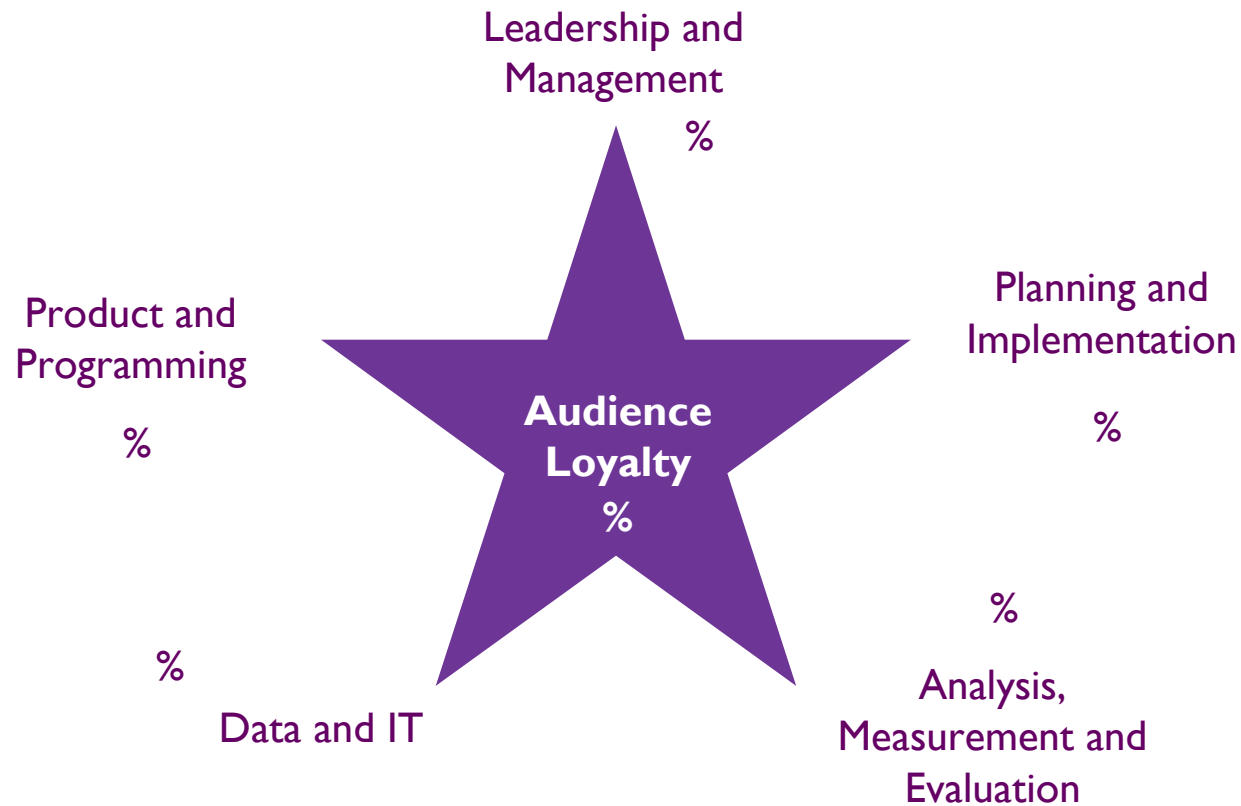 Leadership and
Management
%
Product and
Programming
%
Planning and
Implementation
%
Audience
Loyalty
%
%
Data and IT
%
Analysis,
Measurement and
Evaluation